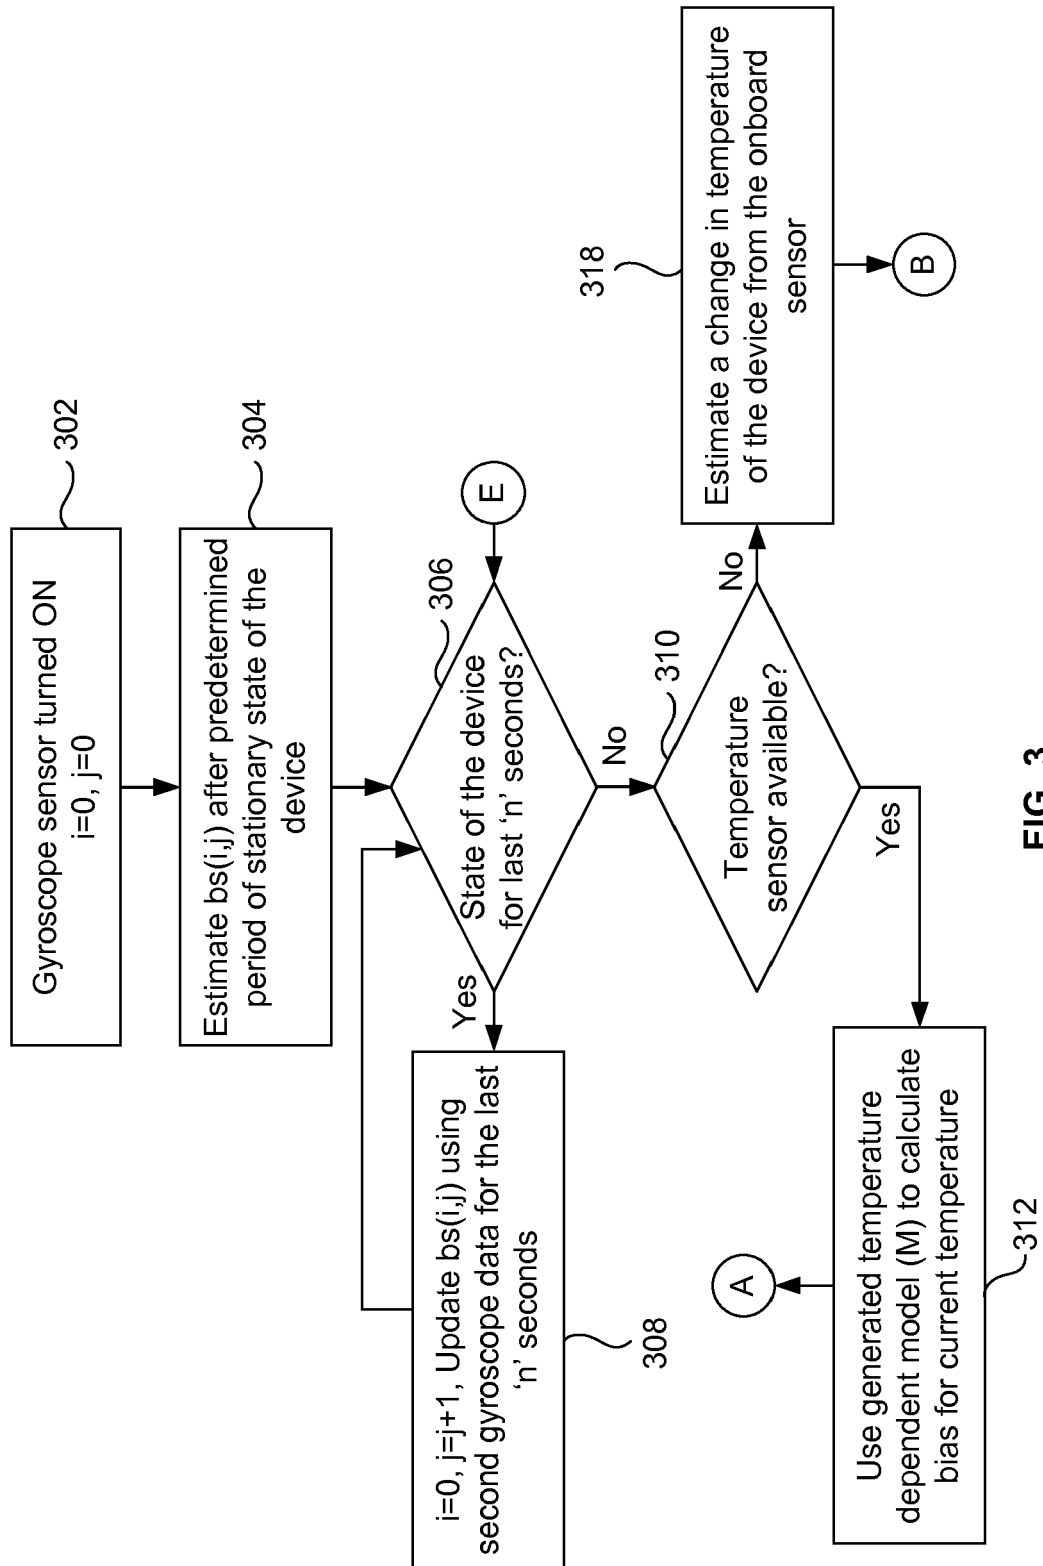 Gyroscope sensor turned ON
i=0, j=0
302
Estimate bs(i,j) after predetermined
period of stationary state of the
device
304
E
State of the device
for last 'n' seconds?
306
Yes
No
i=0, j=j+1, Update bs(i,j) using
second gyroscope data for the last
'n' seconds
308
Temperature
sensor available?
310
Yes
No
Estimate a change in temperature
of the device from the onboard
sensor
318
B
Use generated temperature
dependent model (M) to calculate
bias for current temperature
312
A
FIG. 3